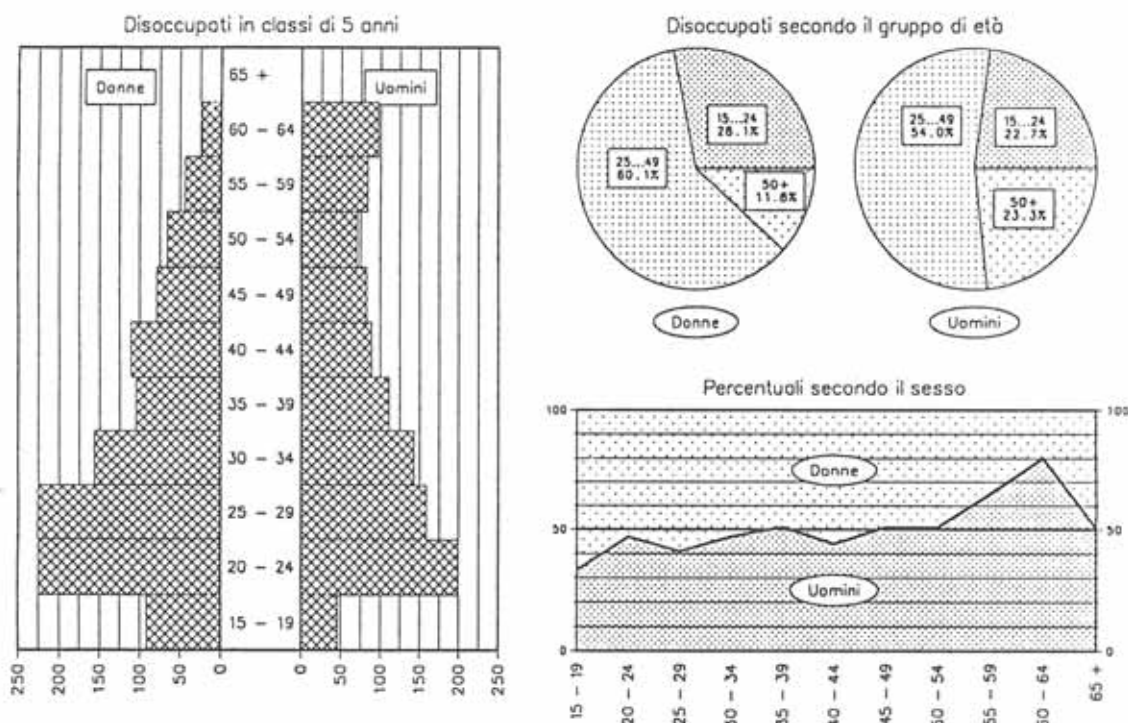 Disoccupati in classi di 5 anni
Donne
Uomini
65 +
60 - 64
55 - 59
50 - 54
45 - 49
40 - 44
35 - 39
30 - 34
25 - 29
20 - 24
15 - 19
250
200
150
100
50
0
0
50
100
150
200
250
Disoccupati secondo il gruppo di età
15...24
28.1%
25...49
60.1%
50+
11.8%
Donne
25...49
54.0%
15...24
22.7%
50+
23.3%
Uomini
Percentuali secondo il sesso
100
50
0
100
50
0
Donne
Uomini
15 - 19
20 - 24
25 - 29
30 - 34
35 - 39
40 - 44
45 - 49
50 - 54
55 - 59
60 - 64
65 +